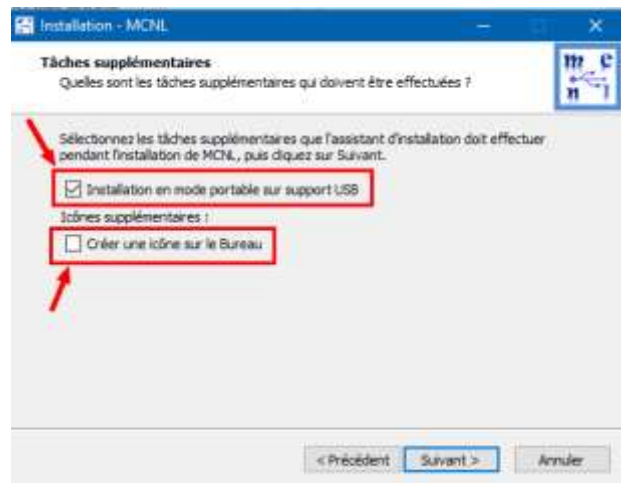 Installation - MCNL
Tâches supplémentaires
Quelles sont les tâches supplémentaires qui doivent être effectuées ?
m c
n l
Sélectionnez les tâches supplémentaires que l'assistant d'installation doit effectuer
pendant l'installation de MCNL, puis cliquez sur Suivant.
Installation en mode portable sur support USB
Icônes supplémentaires :
Créer une icône sur le Bureau
< Précédent Suivant > Annuler